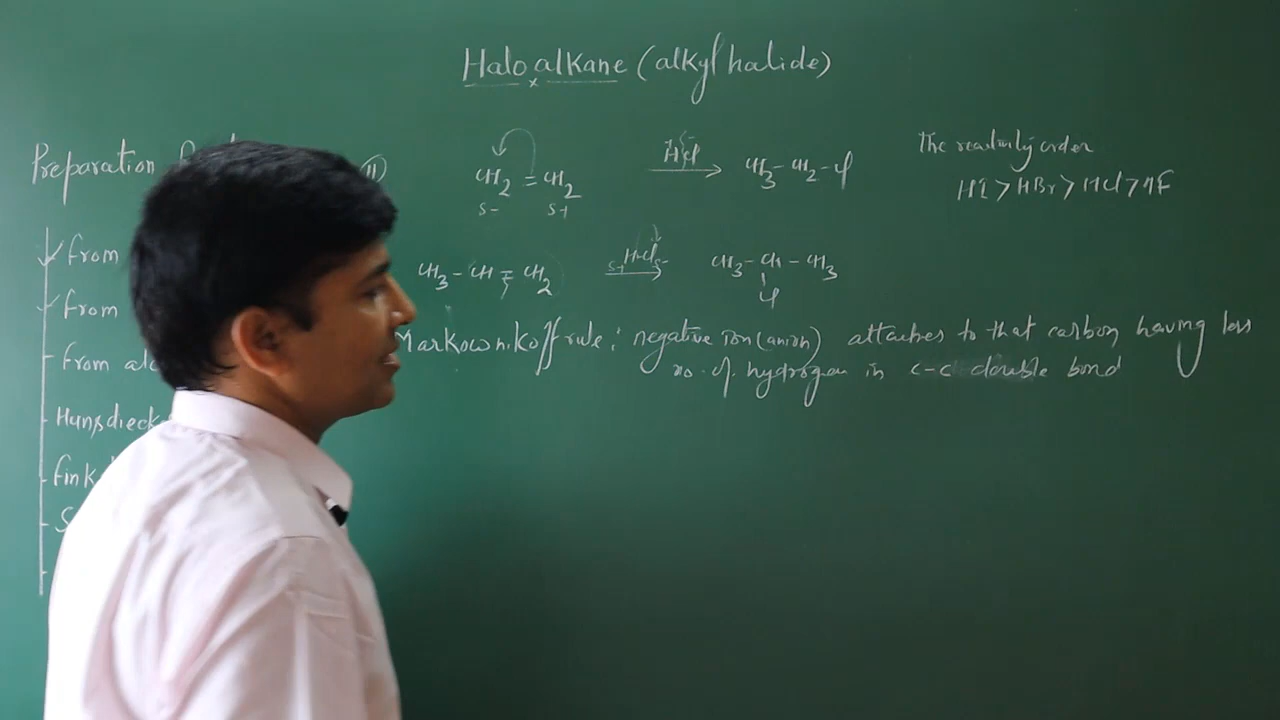 Haloalkane (alkyl halide)
Preparation
(ii)
CH2 = CH2
δ- δ+
HCl
CH3 - CH2 - Cl
The reactivity order
HI > HBr > HCl > HF
from
from
from alc
Hunsdieck
fink
S
CH3 - CH = CH2
HCl
δ+ δ-
CH3 - CH - CH3
Cl
Markownikoff rule : negative ion (anion) attaches to that carbon having less
no. of hydrogen in C-C double bond